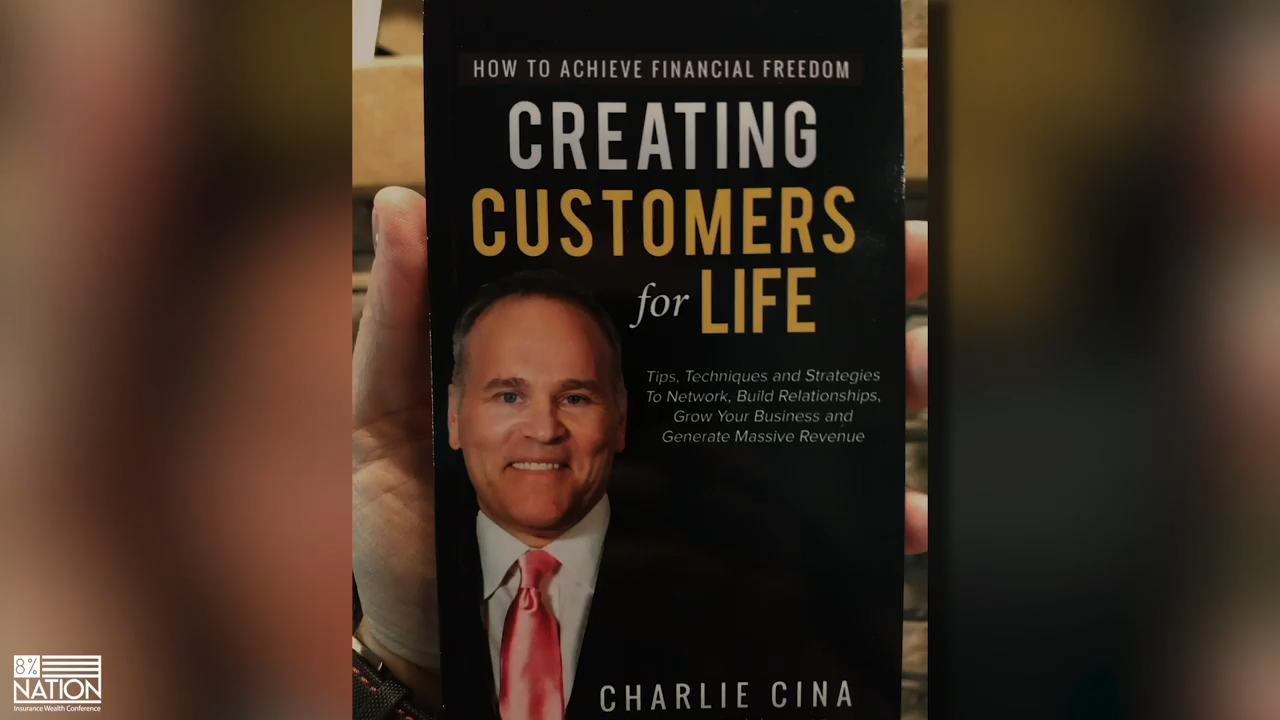 HOW TO ACHIEVE FINANCIAL FREEDOM
CREATING
CUSTOMERS
for LIFE
Tips, Techniques and Strategies
To Network, Build Relationships,
Grow Your Business and
Generate Massive Revenue
CHARLIE CINA
8%
NATION
Insurance Wealth Conference